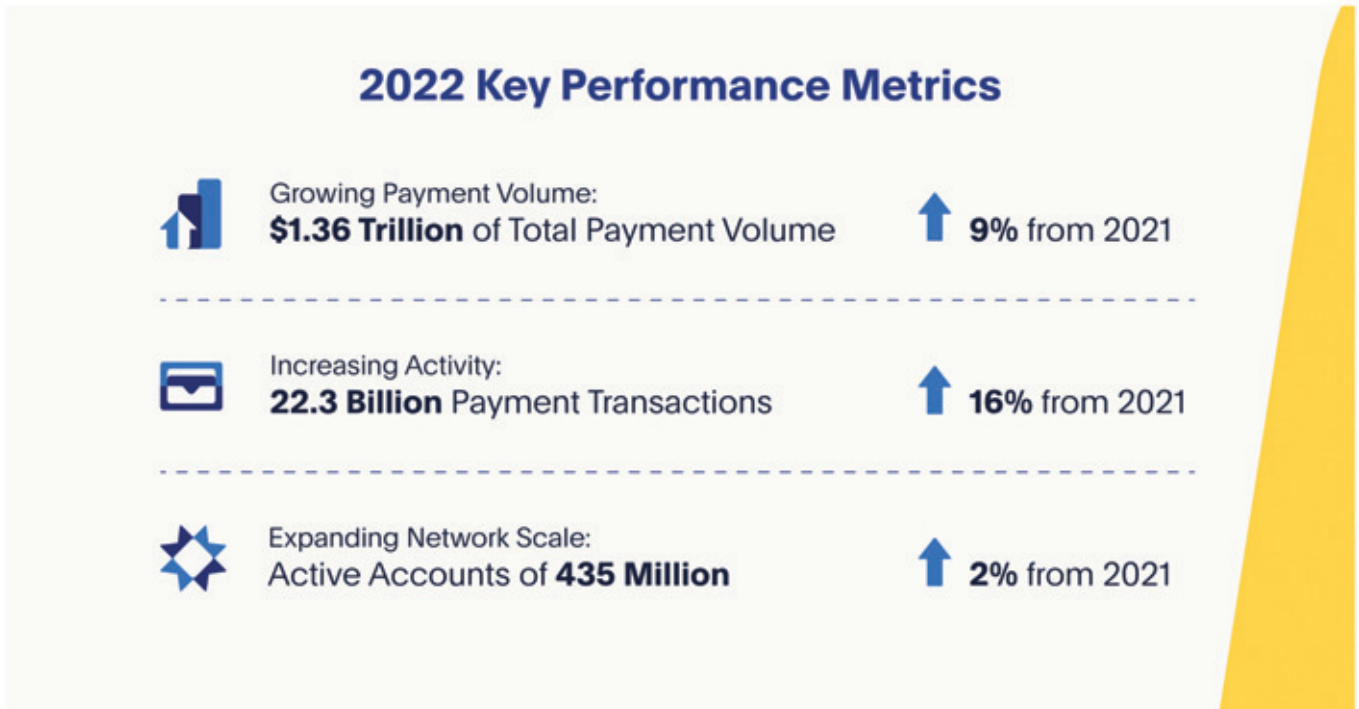 2022 Key Performance Metrics
Growing Payment Volume:
$1.36 Trillion of Total Payment Volume
9% from 2021
Increasing Activity:
22.3 Billion Payment Transactions
16% from 2021
Expanding Network Scale:
Active Accounts of 435 Million
2% from 2021